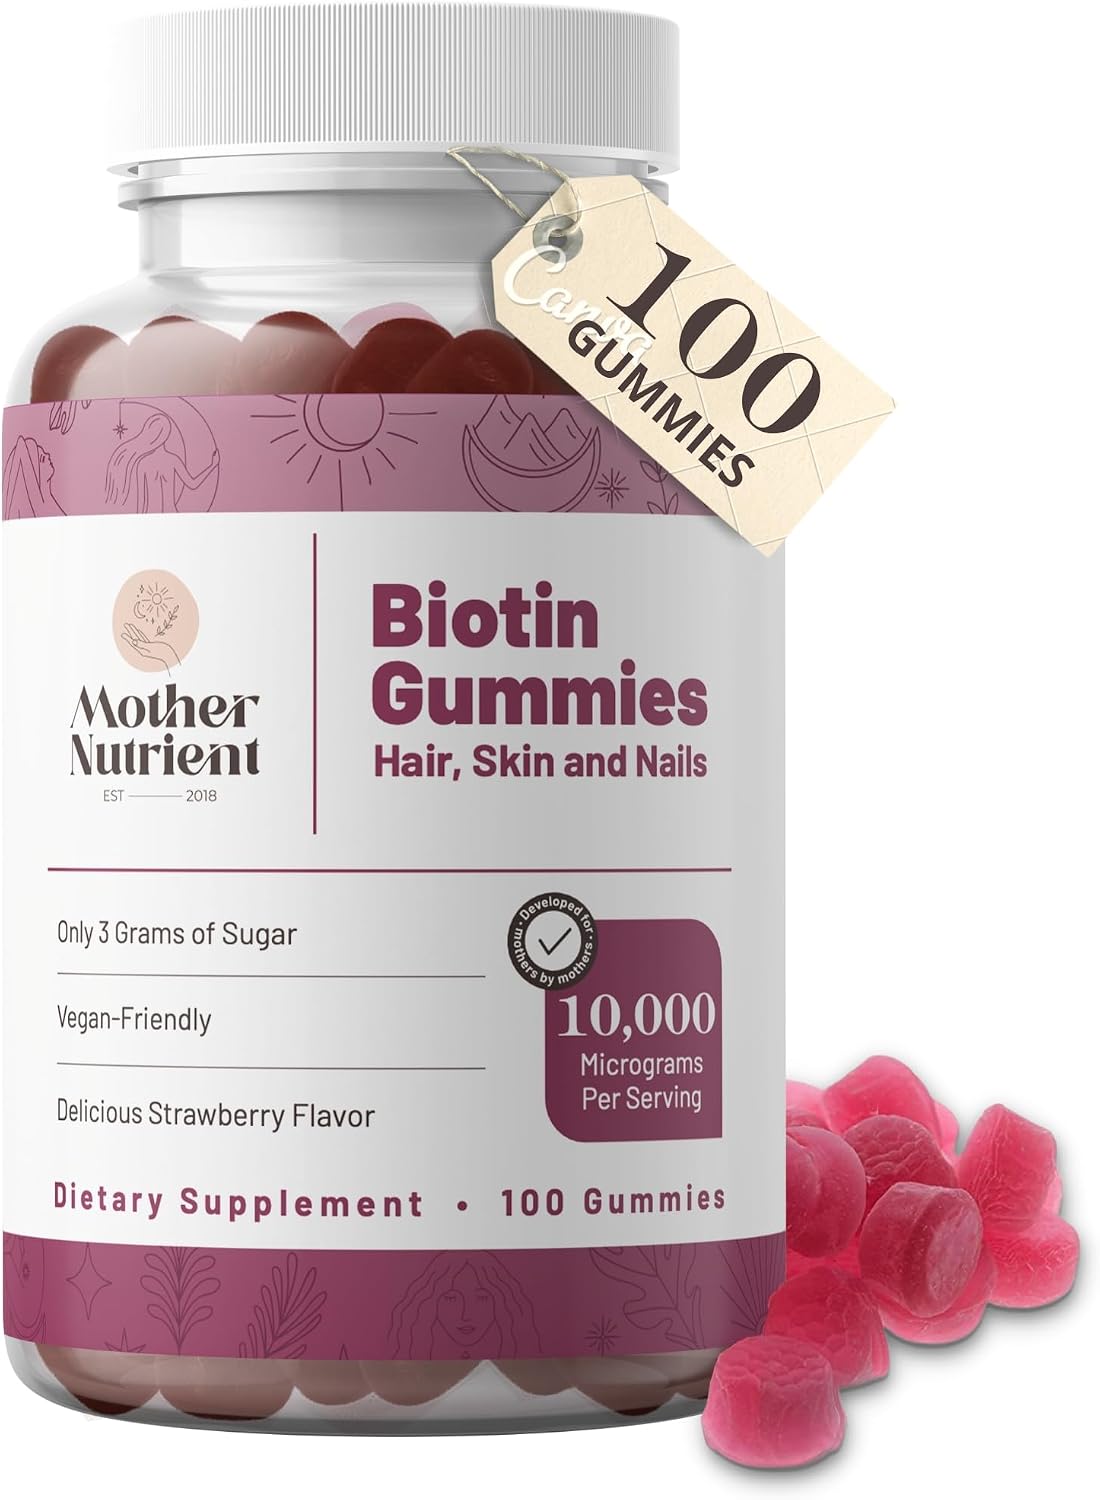 100
GUMMIES
Canva
Mother
Nutrient
EST 2018
Biotin
Gummies
Hair, Skin and Nails
Only 3 Grams of Sugar
Vegan-Friendly
Delicious Strawberry Flavor
· Developed for · mothers by mothers
10,000
Micrograms
Per Serving
Dietary Supplement • 100 Gummies